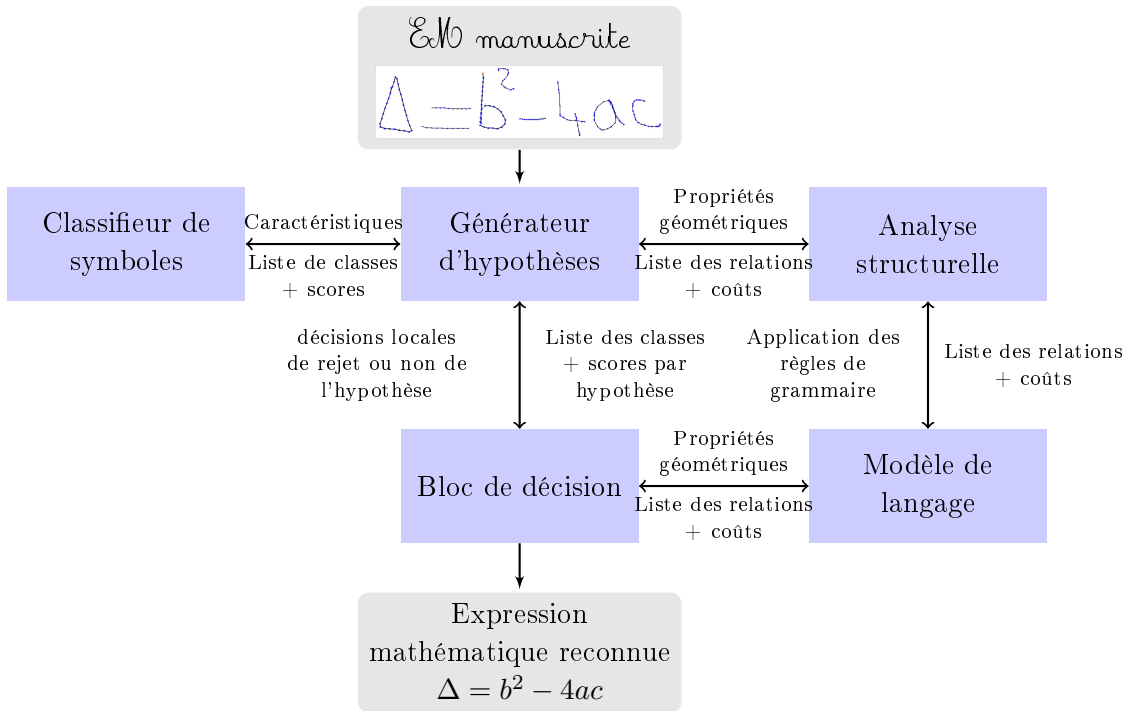 EM manuscrite
Δ = b² - 4ac
Classifieur de
symboles
Caractéristiques
Liste de classes
+ scores
Générateur
d'hypothèses
Propriétés
géométriques
Liste des relations
+ coûts
Analyse
structurelle
décisions locales
de rejet ou non de
l'hypothèse
Liste des classes
+ scores par
hypothèse
Application des
règles de
grammaire
Liste des relations
+ coûts
Bloc de décision
Propriétés
géométriques
Liste des relations
+ coûts
Modèle de
langage
Expression
mathématique reconnue
Δ = b² − 4ac